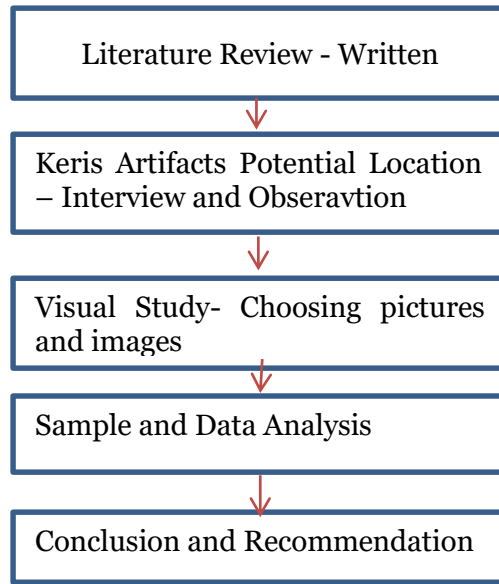 Literature Review - Written
Keris Artifacts Potential Location
– Interview and Obseravtion
Visual Study- Choosing pictures
and images
Sample and Data Analysis
Conclusion and Recommendation